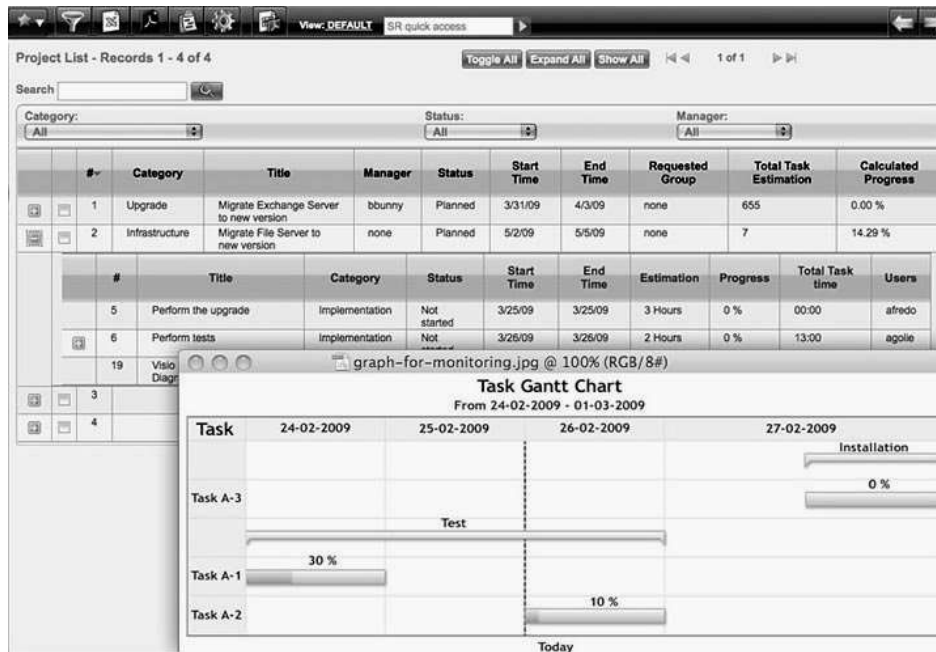 View: DEFAULT SR quick access
Project List - Records 1 - 4 of 4 Toggle All Expand All Show All 1 of 1
Search
Category: Status: Manager:
All All All
# Category Title Manager Status Start Time End Time Requested Group Total Task Estimation Calculated Progress
1 Upgrade Migrate Exchange Server to new version bbunny Planned 3/31/09 4/3/09 none 655 0.00 %
2 Infrastructure Migrate File Server to new version none Planned 5/2/09 5/5/09 none 7 14.29 %
# Title Category Status Start Time End Time Estimation Progress Total Task time Users
5 Perform the upgrade Implementation Not started 3/25/09 3/25/09 3 Hours 0 % 00:00 afredo
6 Perform tests Implementation Not 3/26/09 3/26/09 2 Hours 0 % 13:00 agolie
19 Visio
3
4
graph-for-monitoring.jpg @ 100% (RGB/8#)
Task Gantt Chart
From 24-02-2009 - 01-03-2009
Task 24-02-2009 25-02-2009 26-02-2009 27-02-2009
Installation
0 %
Task A-3
Test
30 %
Task A-1
10 %
Task A-2
Today